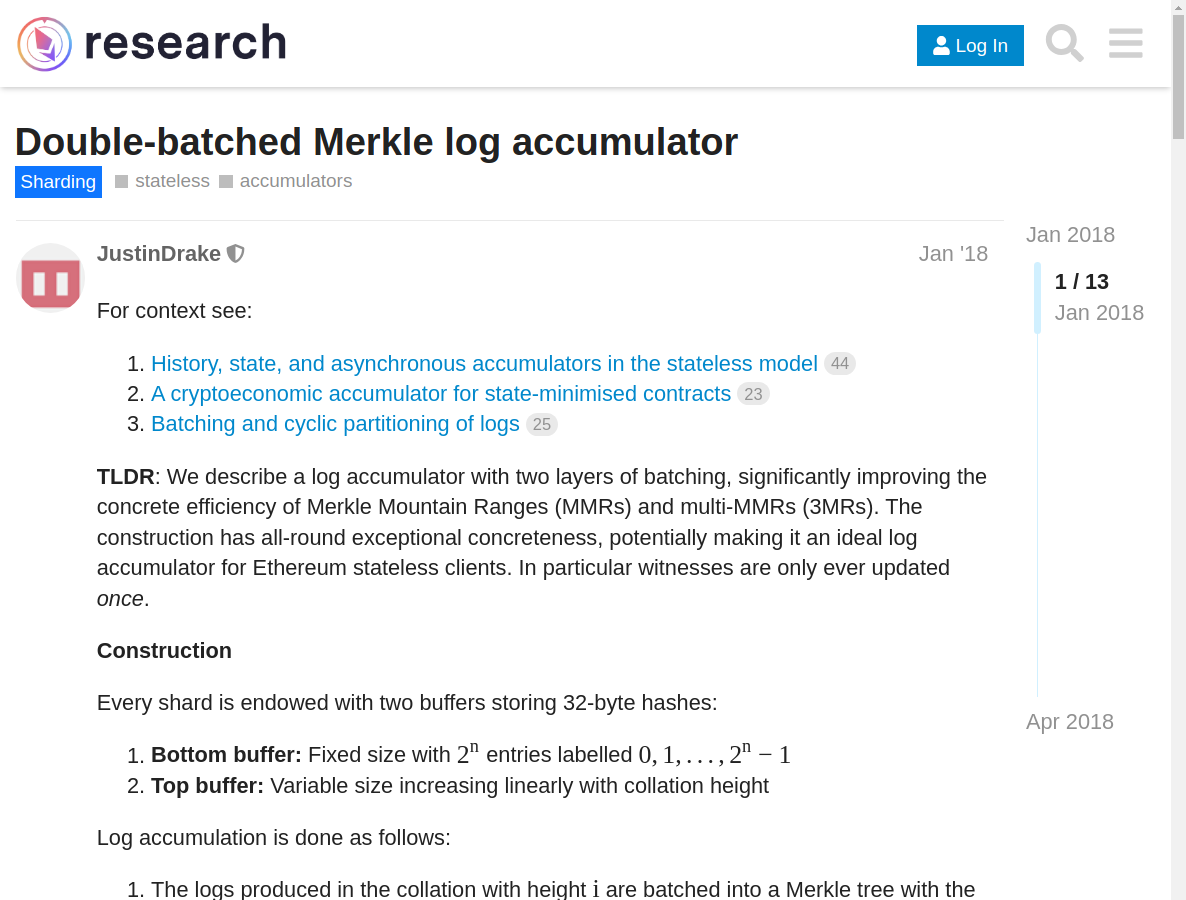 research
Log In
Double-batched Merkle log accumulator
Sharding stateless accumulators
JustinDrake Jan '18
Jan 2018
1 / 13
Jan 2018
Apr 2018
For context see:
1. History, state, and asynchronous accumulators in the stateless model 44
2. A cryptoeconomic accumulator for state-minimised contracts 23
3. Batching and cyclic partitioning of logs 25
TLDR: We describe a log accumulator with two layers of batching, significantly improving the
concrete efficiency of Merkle Mountain Ranges (MMRs) and multi-MMRs (3MRs). The
construction has all-round exceptional concreteness, potentially making it an ideal log
accumulator for Ethereum stateless clients. In particular witnesses are only ever updated
once.
Construction
Every shard is endowed with two buffers storing 32-byte hashes:
1. Bottom buffer: Fixed size with 2ⁿ entries labelled 0, 1, . . . , 2ⁿ − 1
2. Top buffer: Variable size increasing linearly with collation height
Log accumulation is done as follows:
1. The logs produced in the collation with height i are batched into a Merkle tree with the